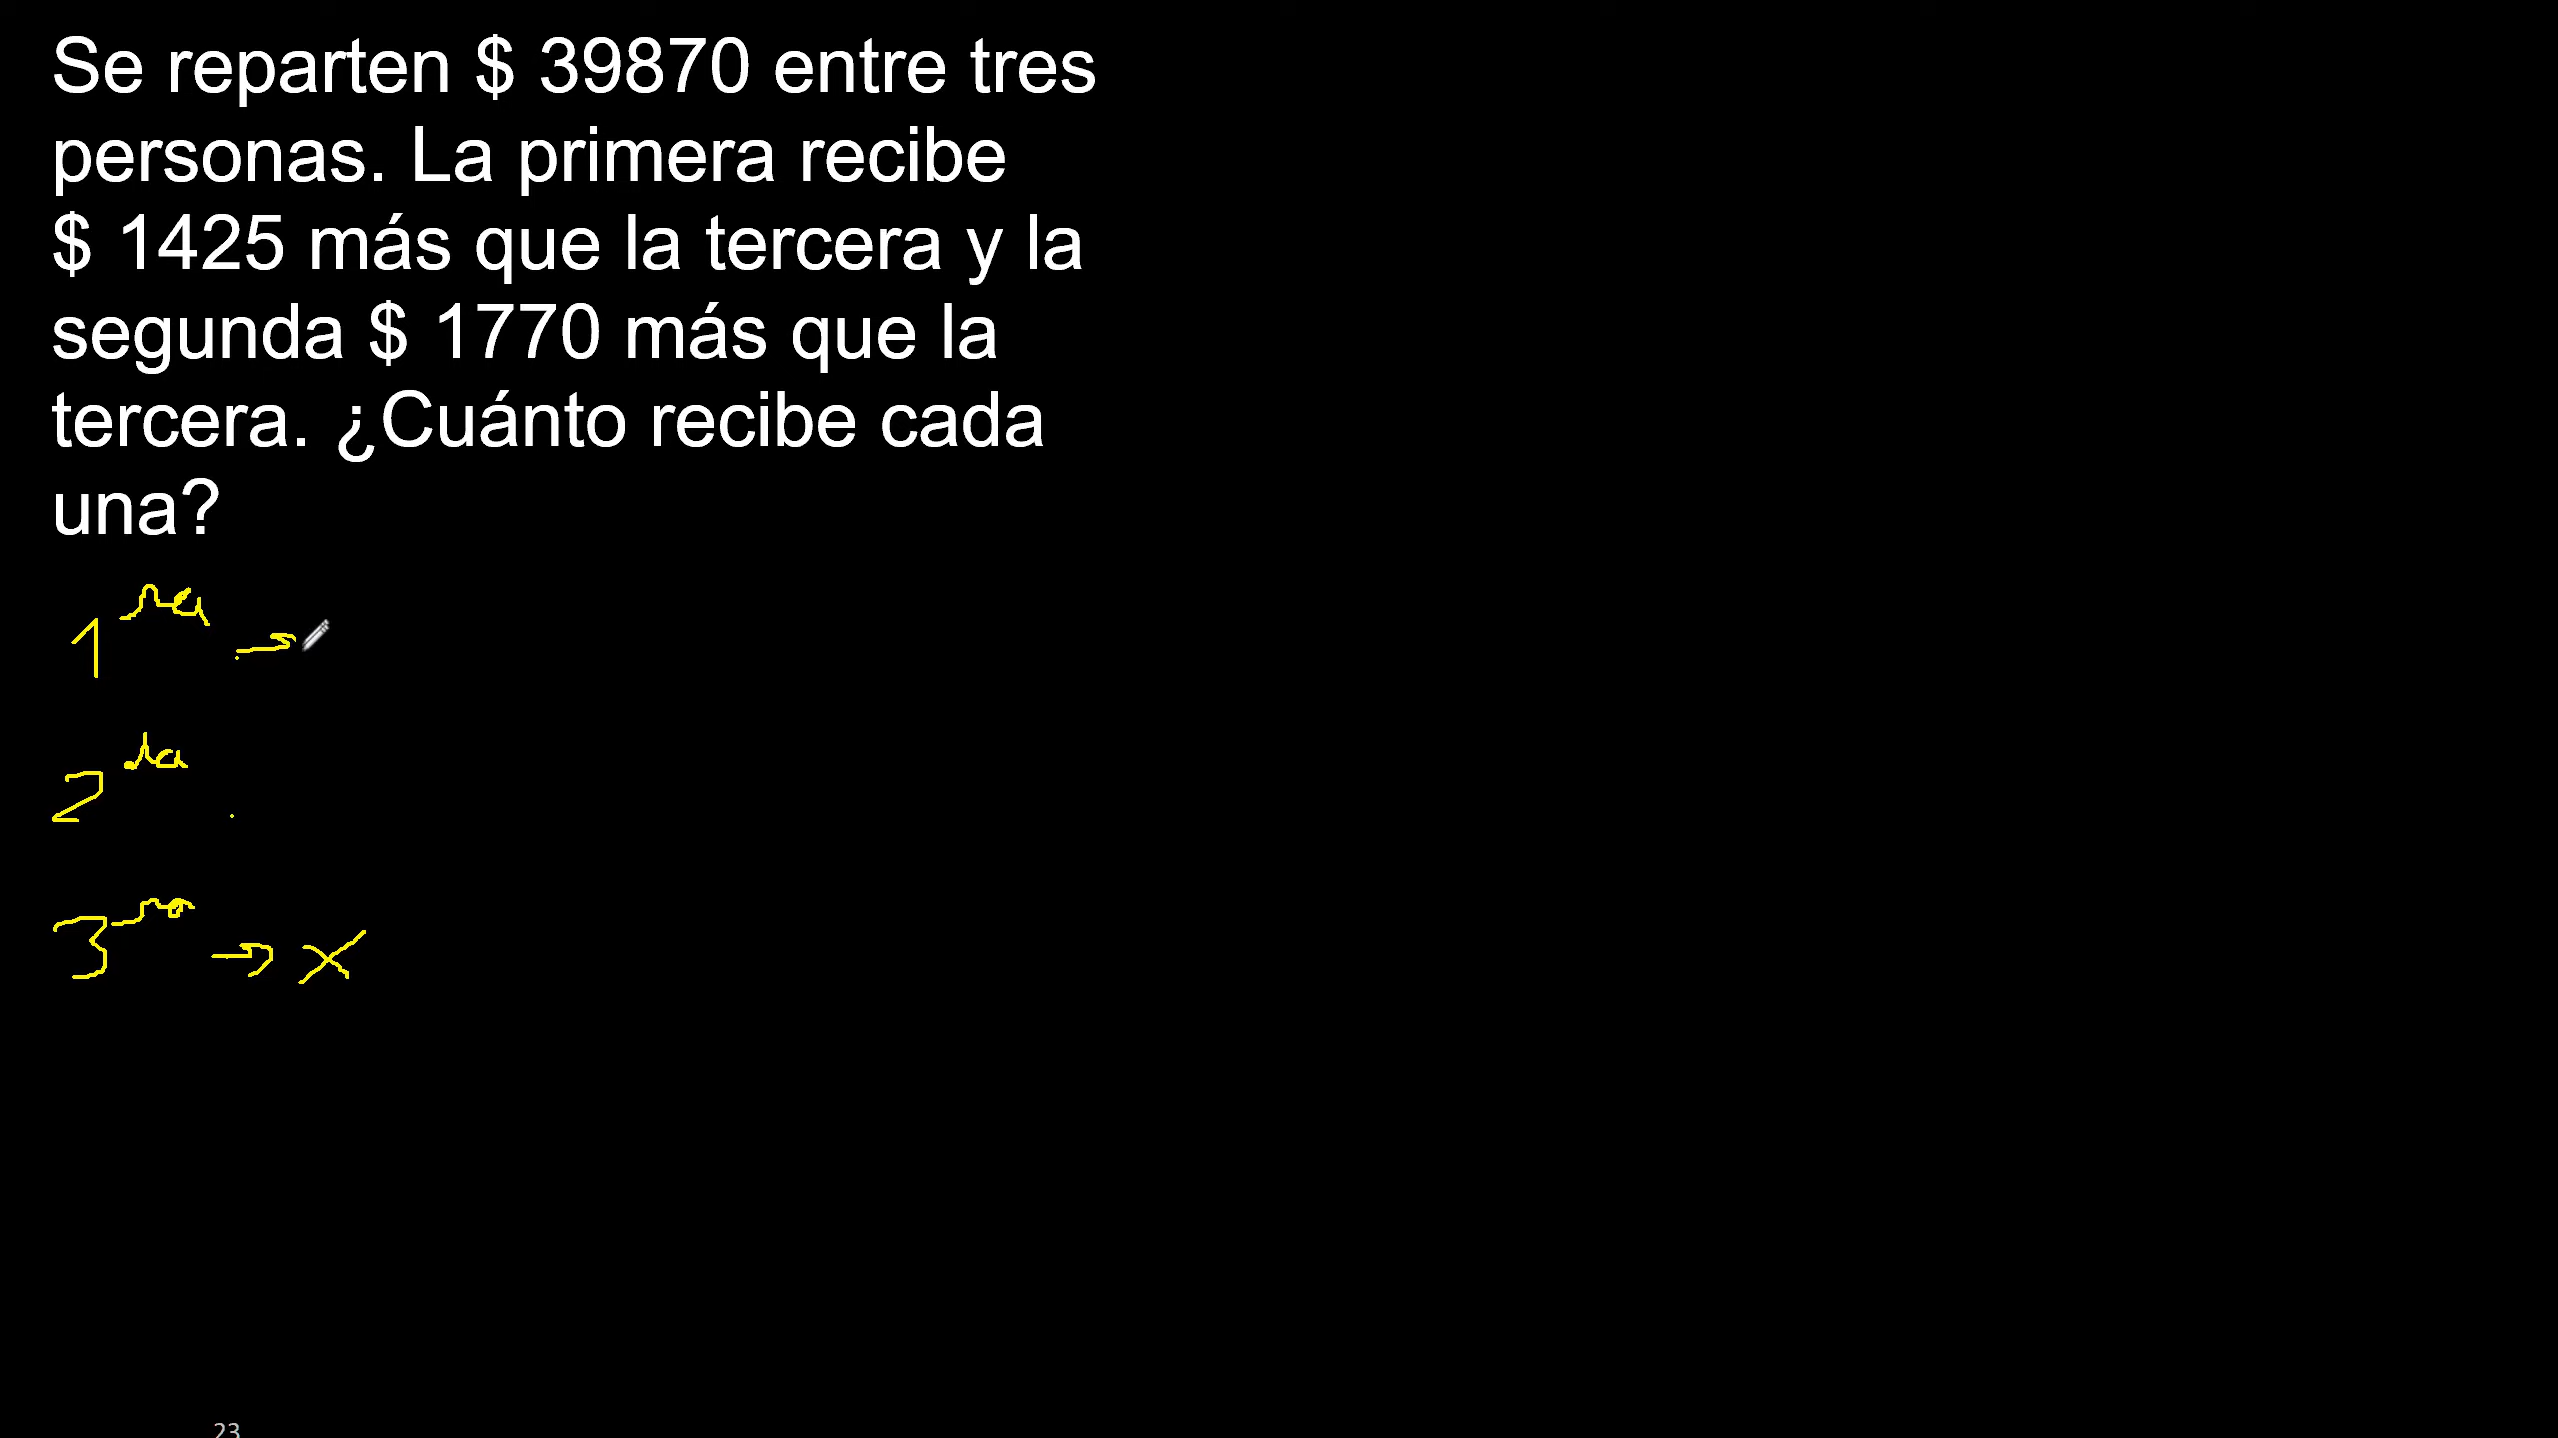 Se reparten $ 39870 entre tres
personas. La primera recibe
$ 1425 más que la tercera y la
segunda $ 1770 más que la
tercera. ¿Cuánto recibe cada
una?
1ra →
2da
3ra → x
23